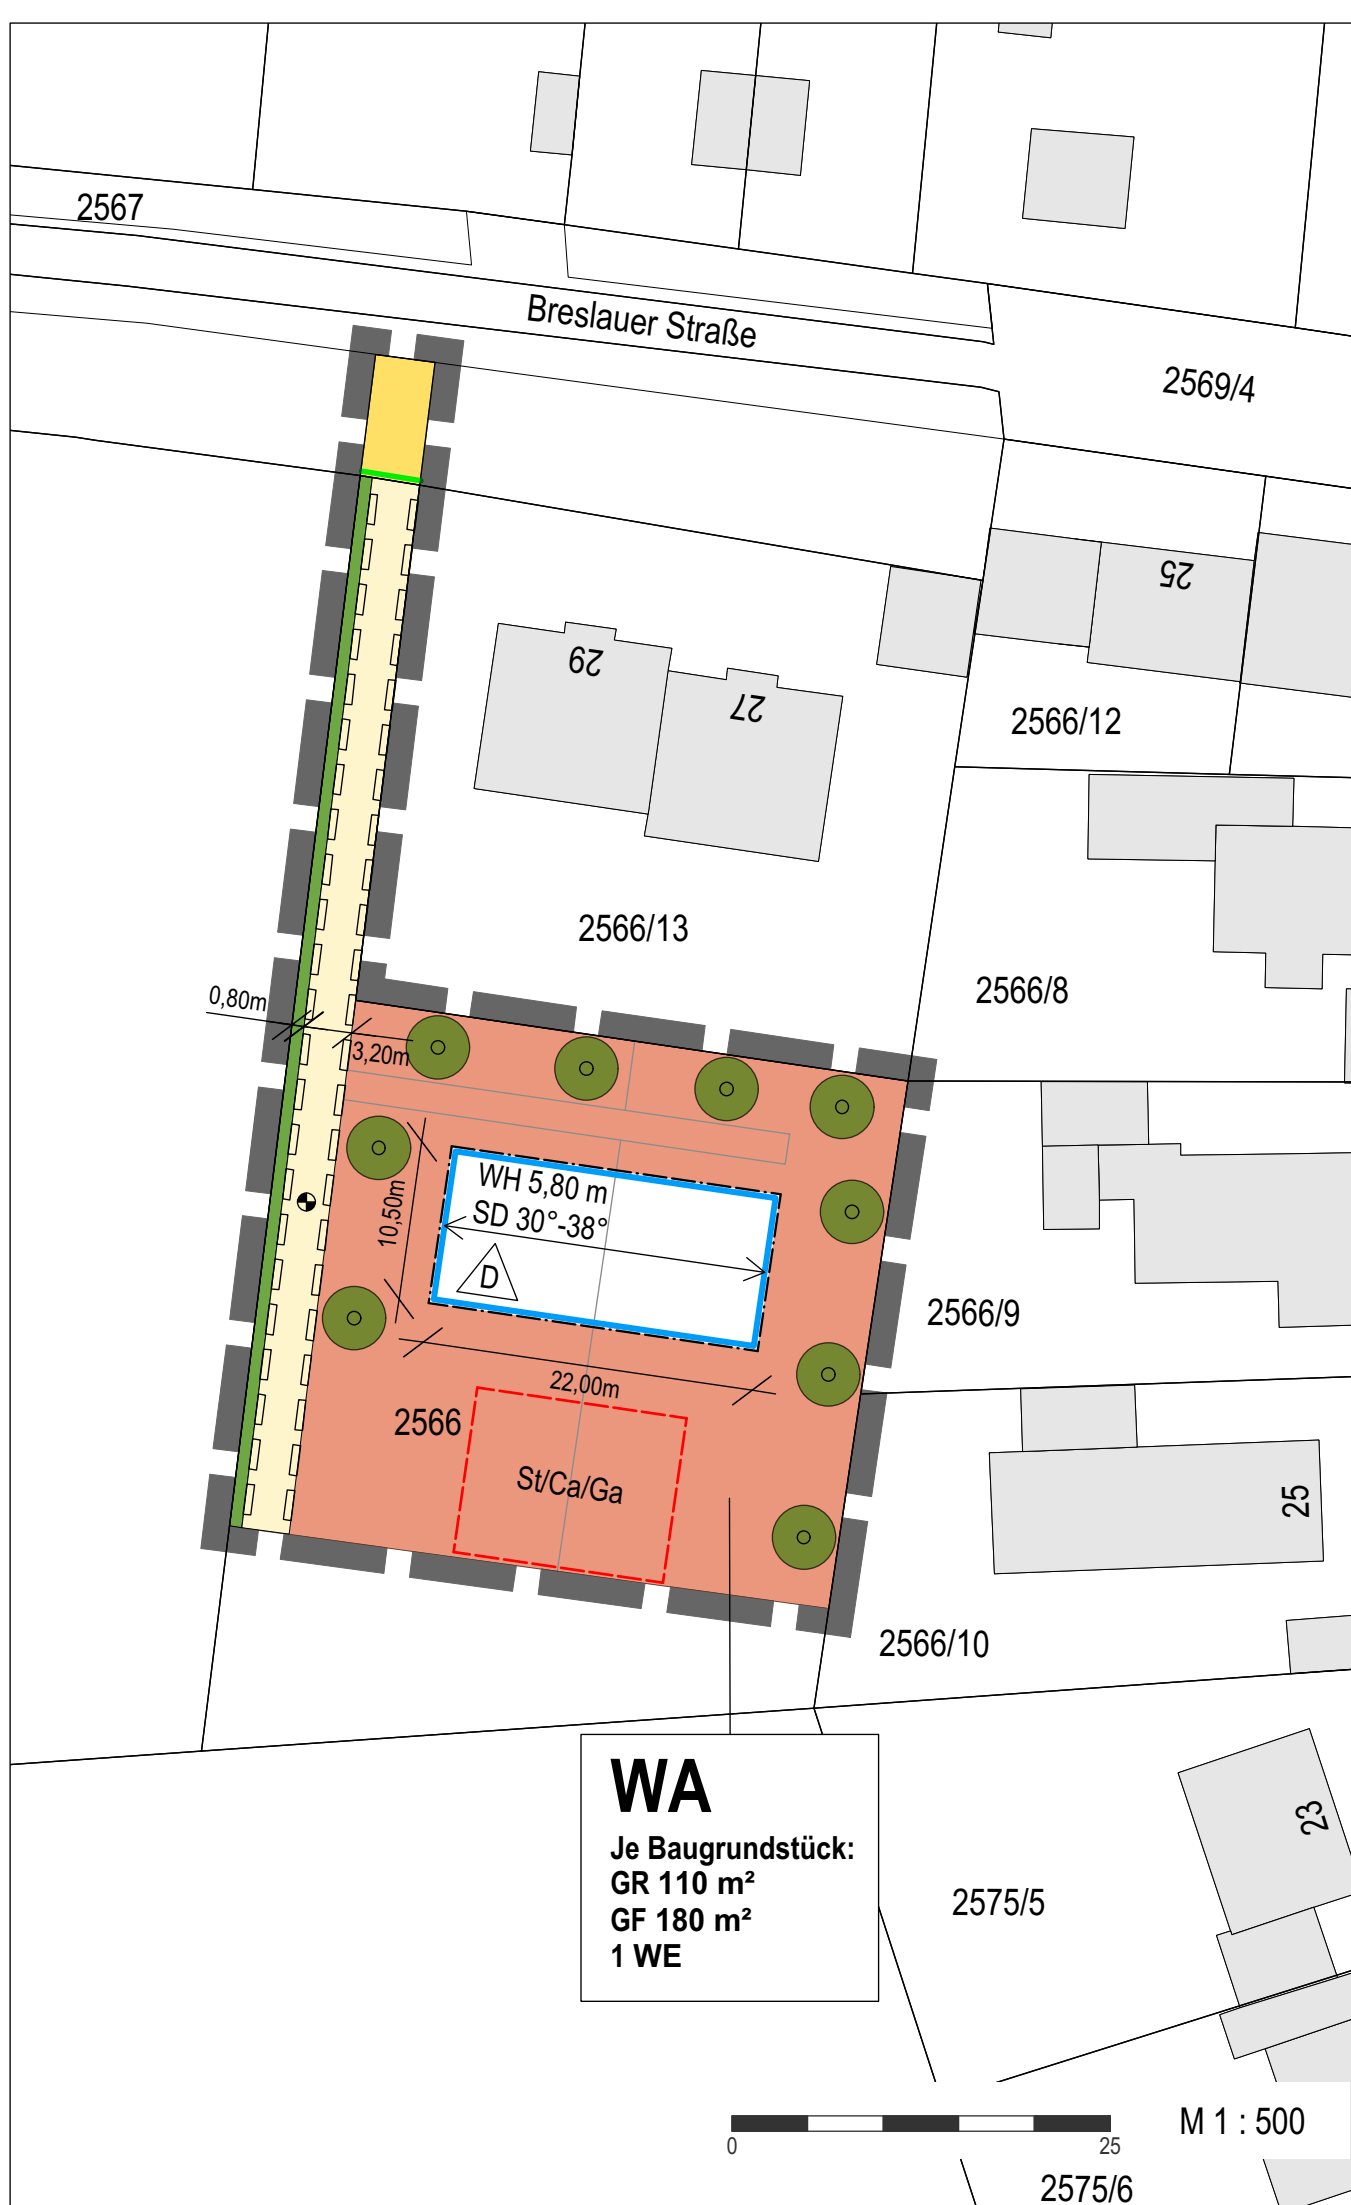 2567
Breslauer Straße
2569/4
25
29
27
2566/12
2566/13
2566/8
0,80m
3,20m
WH 5,80 m
SD 30°-38°
10,50m
D
2566/9
22,00m
2566
St/Ca/Ga
25
2566/10
WA
Je Baugrundstück:
GR 110 m²
GF 180 m²
1 WE
23
2575/5
M 1 : 500
0
25
2575/6